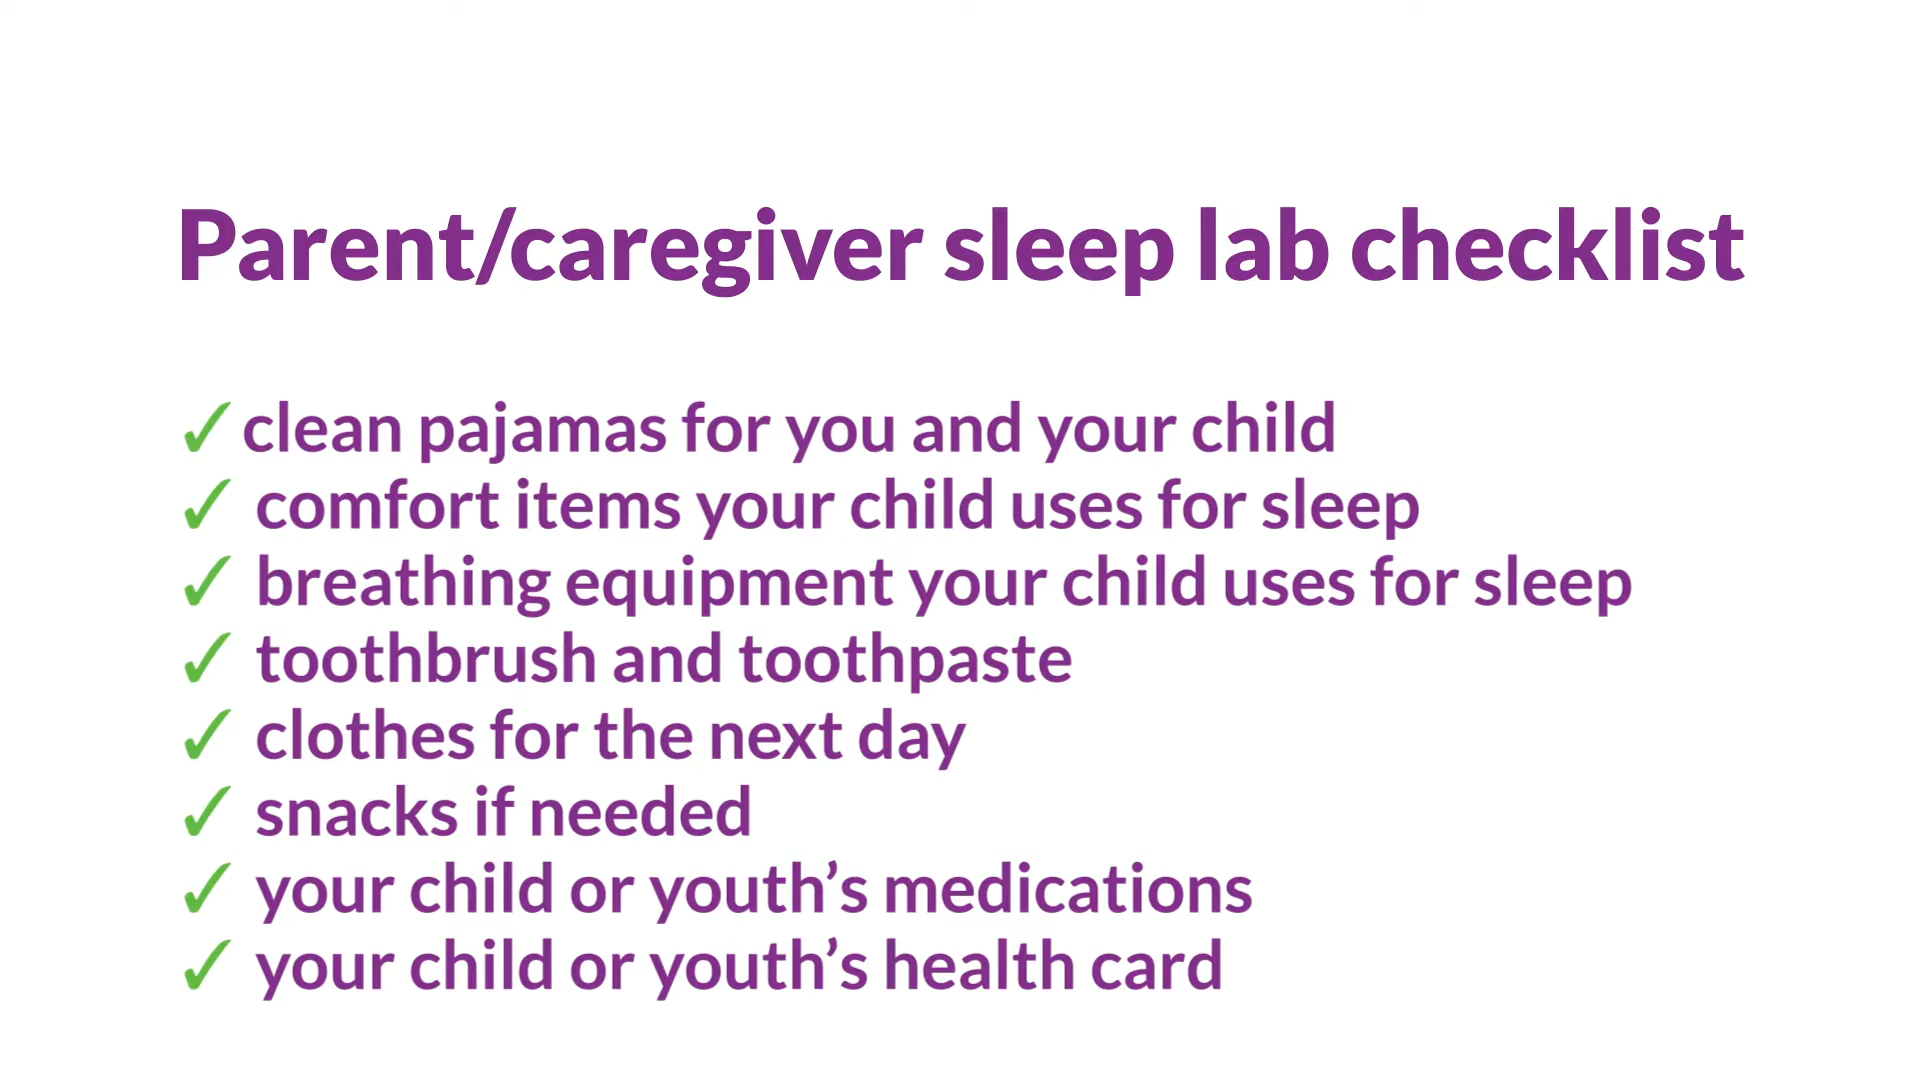 Parent/caregiver sleep lab checklist
✓ clean pajamas for you and your child
✓ comfort items your child uses for sleep
✓ breathing equipment your child uses for sleep
✓ toothbrush and toothpaste
✓ clothes for the next day
✓ snacks if needed
✓ your child or youth’s medications
✓ your child or youth’s health card